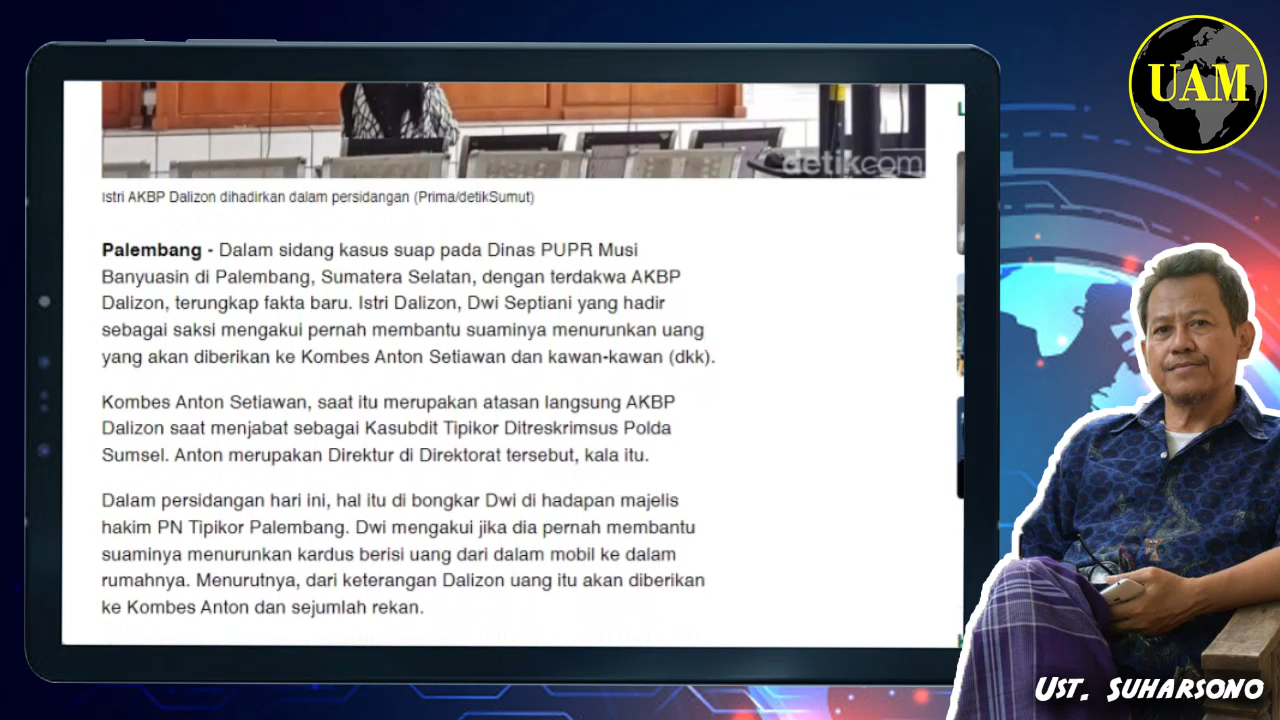 UAM
detikcom
Istri AKBP Dalizon dihadirkan dalam persidangan (Prima/detikSumut)
Palembang - Dalam sidang kasus suap pada Dinas PUPR Musi
Banyuasin di Palembang, Sumatera Selatan, dengan terdakwa AKBP
Dalizon, terungkap fakta baru. Istri Dalizon, Dwi Septiani yang hadir
sebagai saksi mengakui pernah membantu suaminya menurunkan uang
yang akan diberikan ke Kombes Anton Setiawan dan kawan-kawan (dkk).
Kombes Anton Setiawan, saat itu merupakan atasan langsung AKBP
Dalizon saat menjabat sebagai Kasubdit Tipikor Ditreskrimsus Polda
Sumsel. Anton merupakan Direktur di Direktorat tersebut, kala itu.
Dalam persidangan hari ini, hal itu di bongkar Dwi di hadapan majelis
hakim PN Tipikor Palembang. Dwi mengakui jika dia pernah membantu
suaminya menurunkan kardus berisi uang dari dalam mobil ke dalam
rumahnya. Menurutnya, dari keterangan Dalizon uang itu akan diberikan
ke Kombes Anton dan sejumlah rekan.
Ust. Suharsono